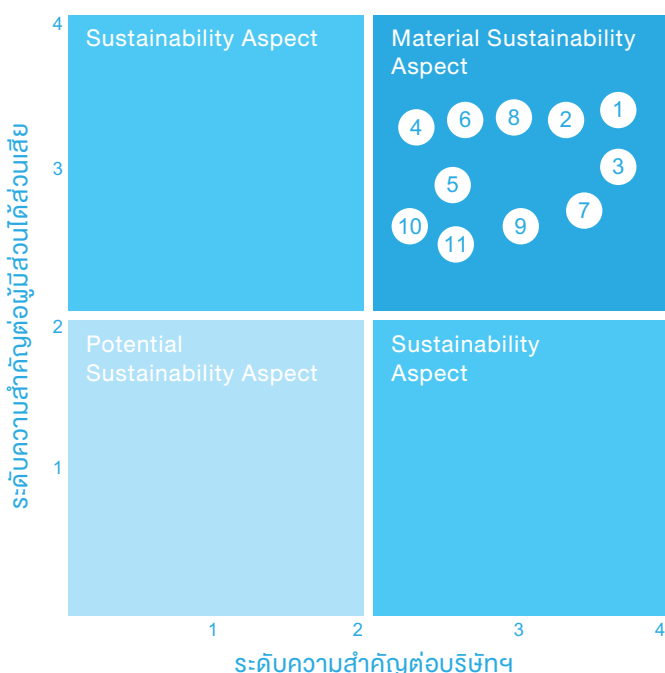 4
Sustainability Aspect
Material Sustainability
Aspect
1
2
8
6
4
3
3
5
7
10
9
11
ระดับความสำคัญต่อผู้มีส่วนได้ส่วนเสีย
2
Potential
Sustainability Aspect
Sustainability
Aspect
1
1
2
3
4
ระดับความสำคัญต่อบริษัทฯ